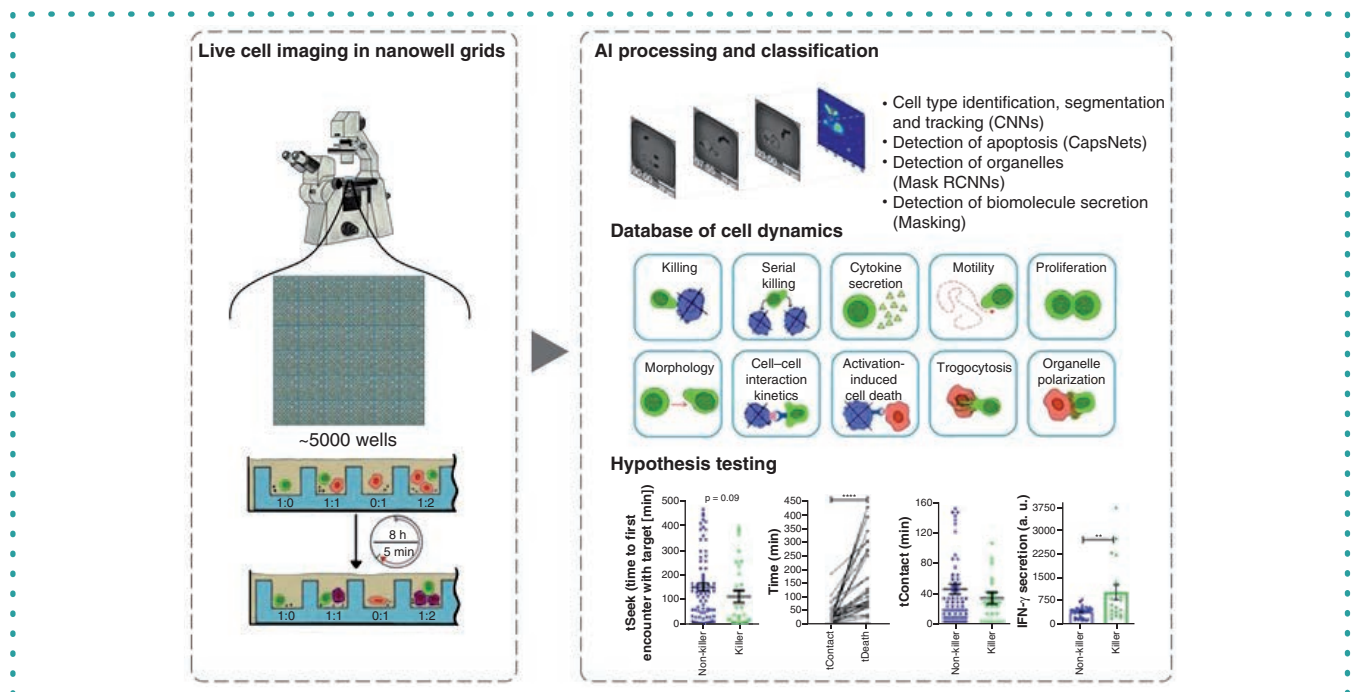 Live cell imaging in nanowell grids
~5000 wells
1:0 1:1 0:1 1:2
8 h
5 min
1:0 1:1 0:1 1:2
AI processing and classification
• Cell type identification, segmentation
and tracking (CNNs)
• Detection of apoptosis (CapsNets)
• Detection of organelles
(Mask RCNNs)
• Detection of biomolecule secretion
(Masking)
Database of cell dynamics
Killing
Serial
killing
Cytokine
secretion
Motility
Proliferation
Morphology
Cell–cell
interaction
kinetics
Activation-
induced
cell death
Trogocytosis
Organelle
polarization
Hypothesis testing
tSeek (time to first
encounter with target [min])
500
400
300
200
100
0
p = 0.09
Non-killer
Killer
Time
(min)
450
400
350
300
250
200
150
100
50
0
****
tContact
tDeath
tContact (min)
160
120
80
40
0
Non-killer
Killer
IFN-γ secretion (a. u.)
3750
3000
2250
1500
750
0
**
Non-killer
Killer